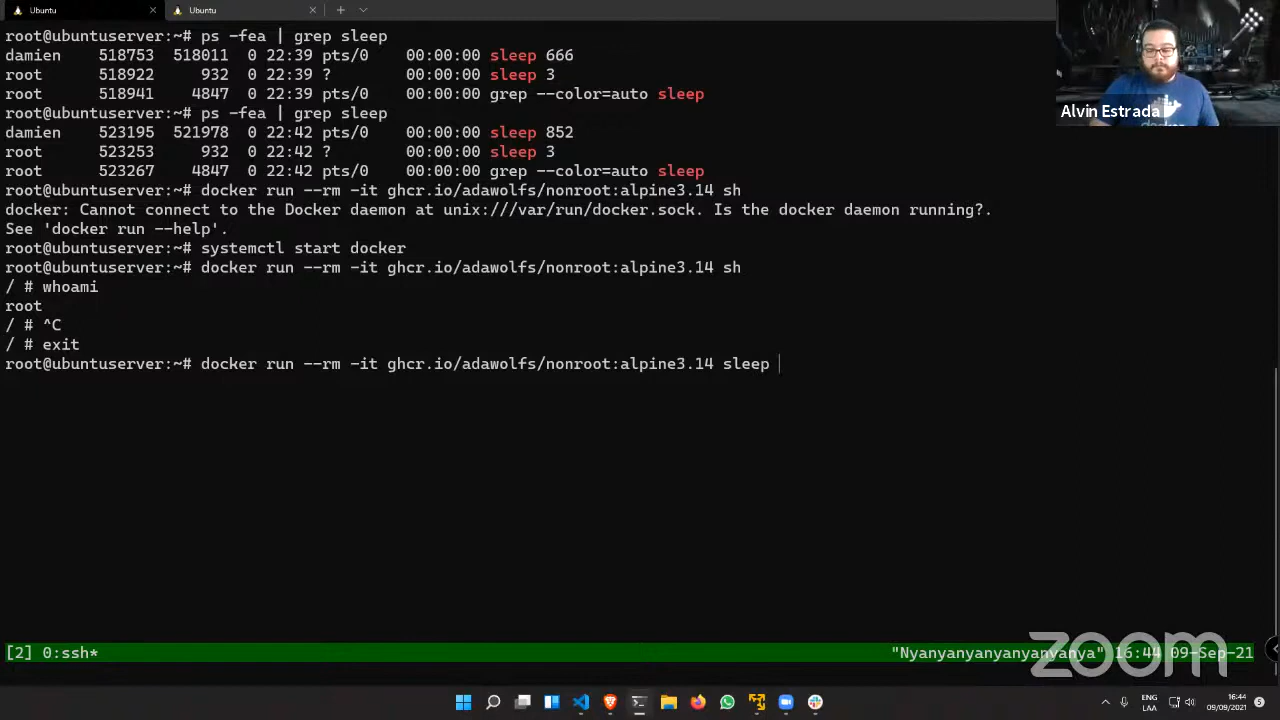 Ubuntu
Ubuntu
root@ubuntuserver:~# ps -fea | grep sleep
damien 518753 518011 0 22:39 pts/0 00:00:00 sleep 666
root 518922 932 0 22:39 ? 00:00:00 sleep 3
root 518941 4847 0 22:39 pts/0 00:00:00 grep --color=auto sleep
root@ubuntuserver:~# ps -fea | grep sleep
damien 523195 521978 0 22:42 pts/0 00:00:00 sleep 852
root 523253 932 0 22:42 ? 00:00:00 sleep 3
root 523267 4847 0 22:42 pts/0 00:00:00 grep --color=auto sleep
root@ubuntuserver:~# docker run --rm -it ghcr.io/adawolfs/nonroot:alpine3.14 sh
docker: Cannot connect to the Docker daemon at unix:///var/run/docker.sock. Is the docker daemon running?.
See 'docker run --help'.
root@ubuntuserver:~# systemctl start docker
root@ubuntuserver:~# docker run --rm -it ghcr.io/adawolfs/nonroot:alpine3.14 sh
/ # whoami
root
/ # ^C
/ # exit
root@ubuntuserver:~# docker run --rm -it ghcr.io/adawolfs/nonroot:alpine3.14 sleep
Alvin Estrada
[2] 0:ssh* "Nyanyanyanyanyanya" 16:44 09-Sep-21
zoom
ENG
LAA
16:44
09/09/2021